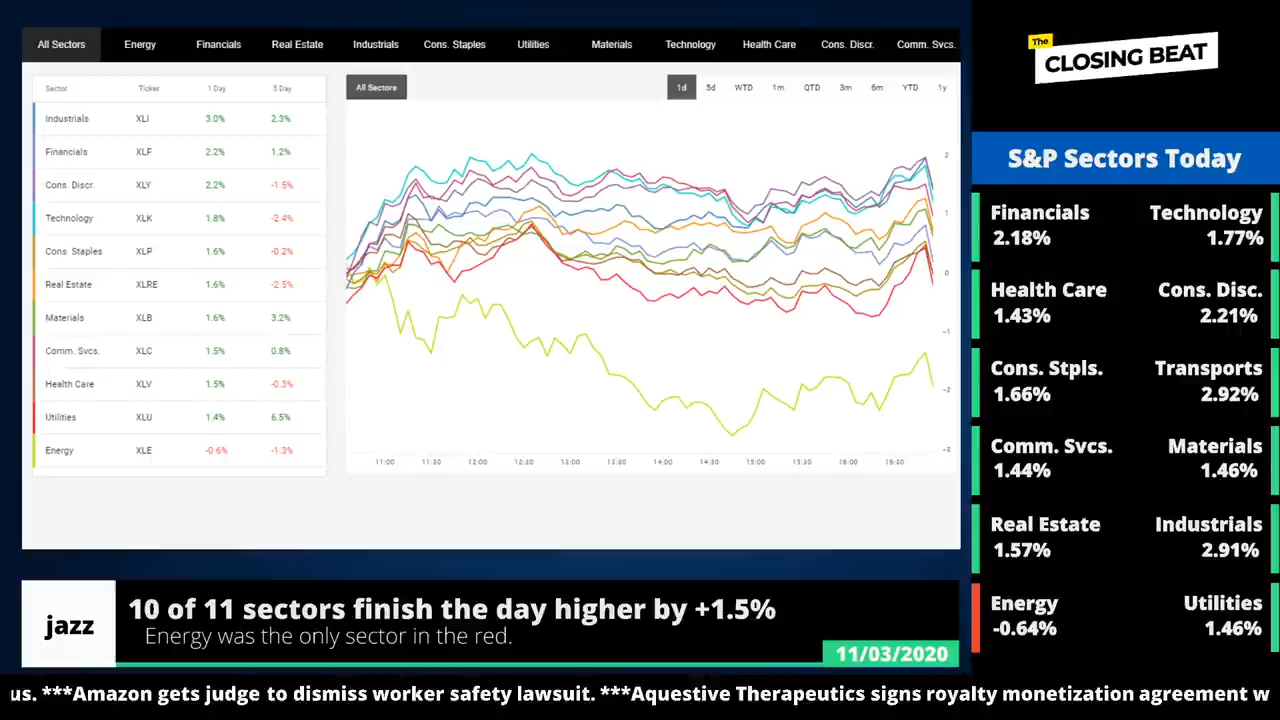 All Sectors Energy Financials Real Estate Industrials Cons. Staples Utilities Materials Technology Health Care Cons. Discr. Comm. Svcs.
Sector Ticker 1 Day 5 Day
Industrials XLI 3.0% 2.3%
Financials XLF 2.2% 1.2%
Cons. Discr. XLY 2.2% -1.5%
Technology XLK 1.8% -2.4%
Cons. Staples XLP 1.6% -0.2%
Real Estate XLRE 1.6% -2.5%
Materials XLB 1.6% 3.2%
Comm. Svcs. XLC 1.5% 0.8%
Health Care XLV 1.5% -0.3%
Utilities XLU 1.4% 6.5%
Energy XLE -0.6% -1.3%
All Sectors 1d 5d WTD 1m QTD 3m 6m YTD 1y
2
1
0
-1
-2
-3
11:00 11:30 12:00 12:30 13:00 13:30 14:00 14:30 15:00 15:30 16:00 16:30
The
CLOSING BEAT
S&P Sectors Today
Financials Technology
2.18% 1.77%
Health Care Cons. Disc.
1.43% 2.21%
Cons. Stpls. Transports
1.66% 2.92%
Comm. Svcs. Materials
1.44% 1.46%
Real Estate Industrials
1.57% 2.91%
Energy Utilities
-0.64% 1.46%
jazz
10 of 11 sectors finish the day higher by +1.5%
Energy was the only sector in the red.
11/03/2020
us. ***Amazon gets judge to dismiss worker safety lawsuit. ***Aquestive Therapeutics signs royalty monetization agreement w